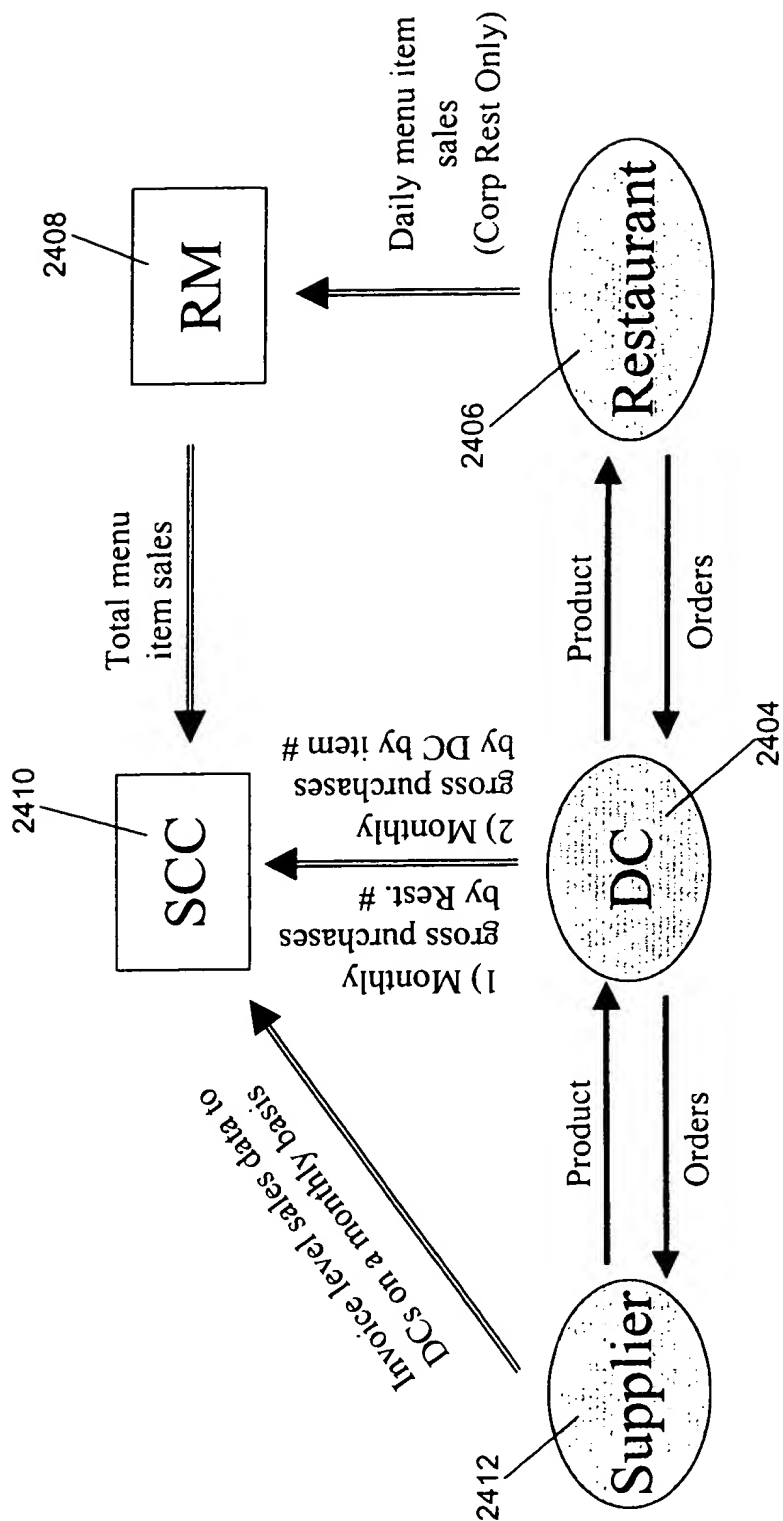 2410
SCC
Total menu
item sales
2408
RM
Invoice level sales data to
DCs on a monthly basis
1) Monthly
gross purchases
by Rest. #
2) Monthly
gross purchases
by DC by item #
Daily menu item
sales
(Corp Rest Only)
2412
Supplier
Product
Orders
DC
2404
Product
Orders
2406
Restaurant